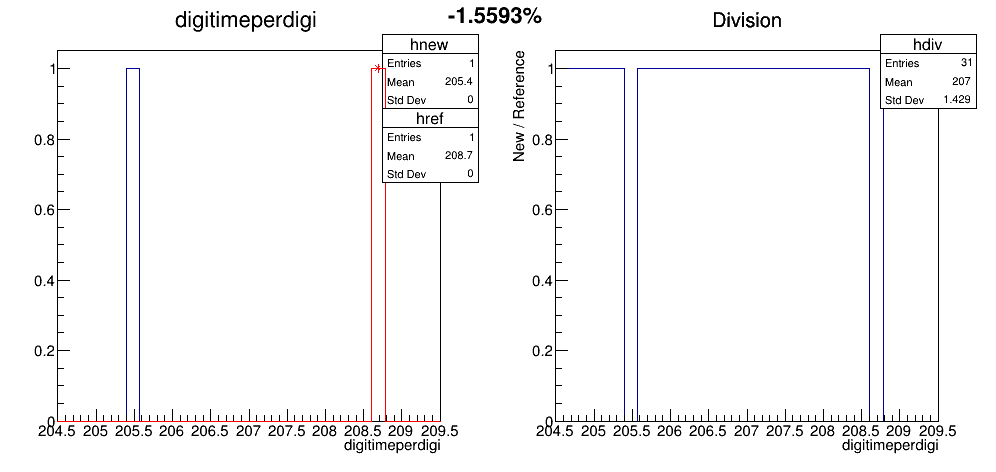 -1.5593%
digitimeperdigi
hnew
Entries 1
Mean 205.4
Std Dev 0
href
Entries 1
Mean 208.7
Std Dev 0
1
0.8
0.6
0.4
0.2
0
204.5 205 205.5 206 206.5 207 207.5 208 208.5 209 209.5
digitimeperdigi
Division
hdiv
Entries 31
Mean 207
Std Dev 1.429
New / Reference
1
0.8
0.6
0.4
0.2
0
204.5 205 205.5 206 206.5 207 207.5 208 208.5 209 209.5
digitimeperdigi